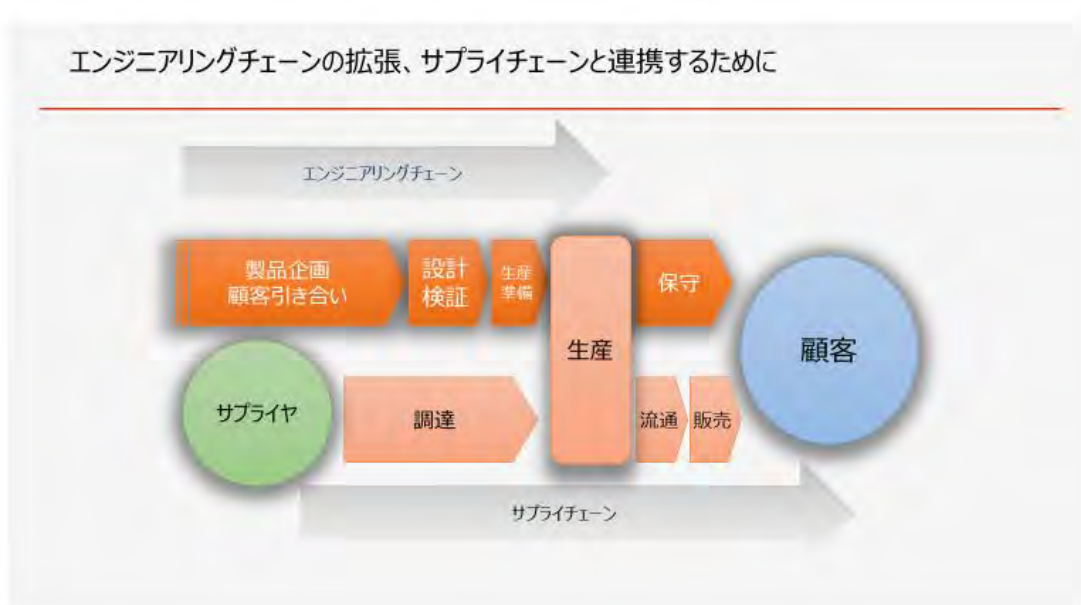 エンジニアリングチェーンの拡張、サプライチェーンと連携するために
エンジニアリングチェーン
製品企画
顧客引き合い
設計
検証
生産
準備
生産
保守
顧客
サプライヤ
調達
流通
販売
サプライチェーン